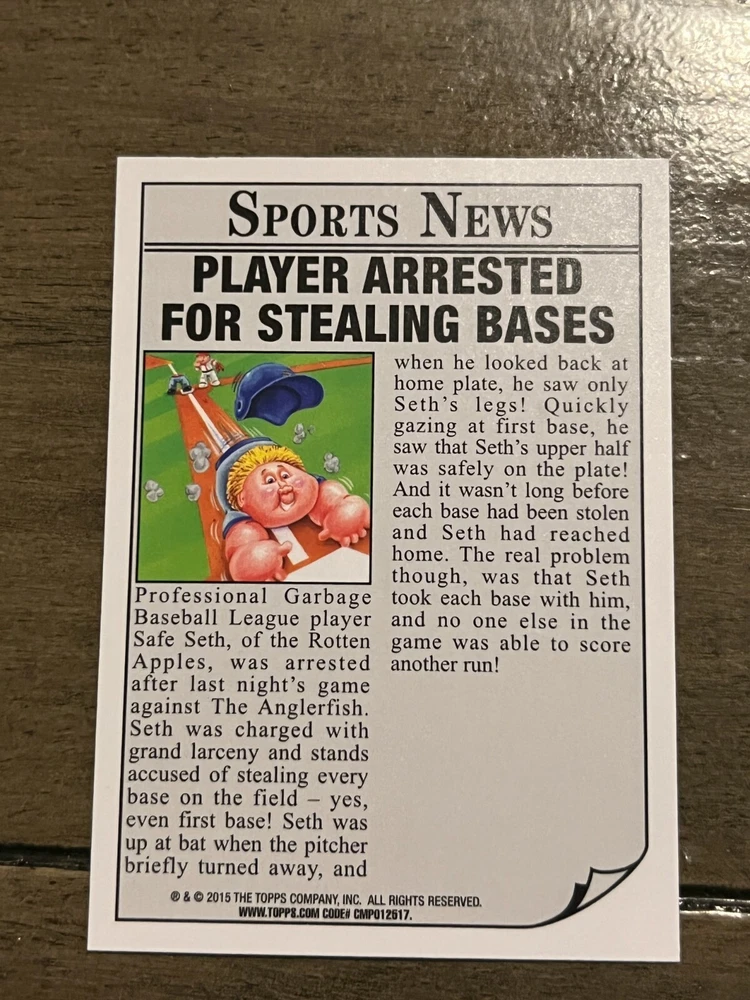 SPORTS NEWS
PLAYER ARRESTED
FOR STEALING BASES
Professional Garbage
Baseball League player
Safe Seth, of the Rotten
Apples, was arrested
after last night's game
against The Anglerfish.
Seth was charged with
grand larceny and stands
accused of stealing every
base on the field – yes,
even first base! Seth was
up at bat when the pitcher
briefly turned away, and
when he looked back at
home plate, he saw only
Seth's legs! Quickly
gazing at first base, he
saw that Seth's upper half
was safely on the plate!
And it wasn't long before
each base had been stolen
and Seth had reached
home. The real problem
though, was that Seth
took each base with him,
and no one else in the
game was able to score
another run!
® & © 2015 THE TOPPS COMPANY, INC. ALL RIGHTS RESERVED.
WWW.TOPPS.COM CODE# CMP012617.